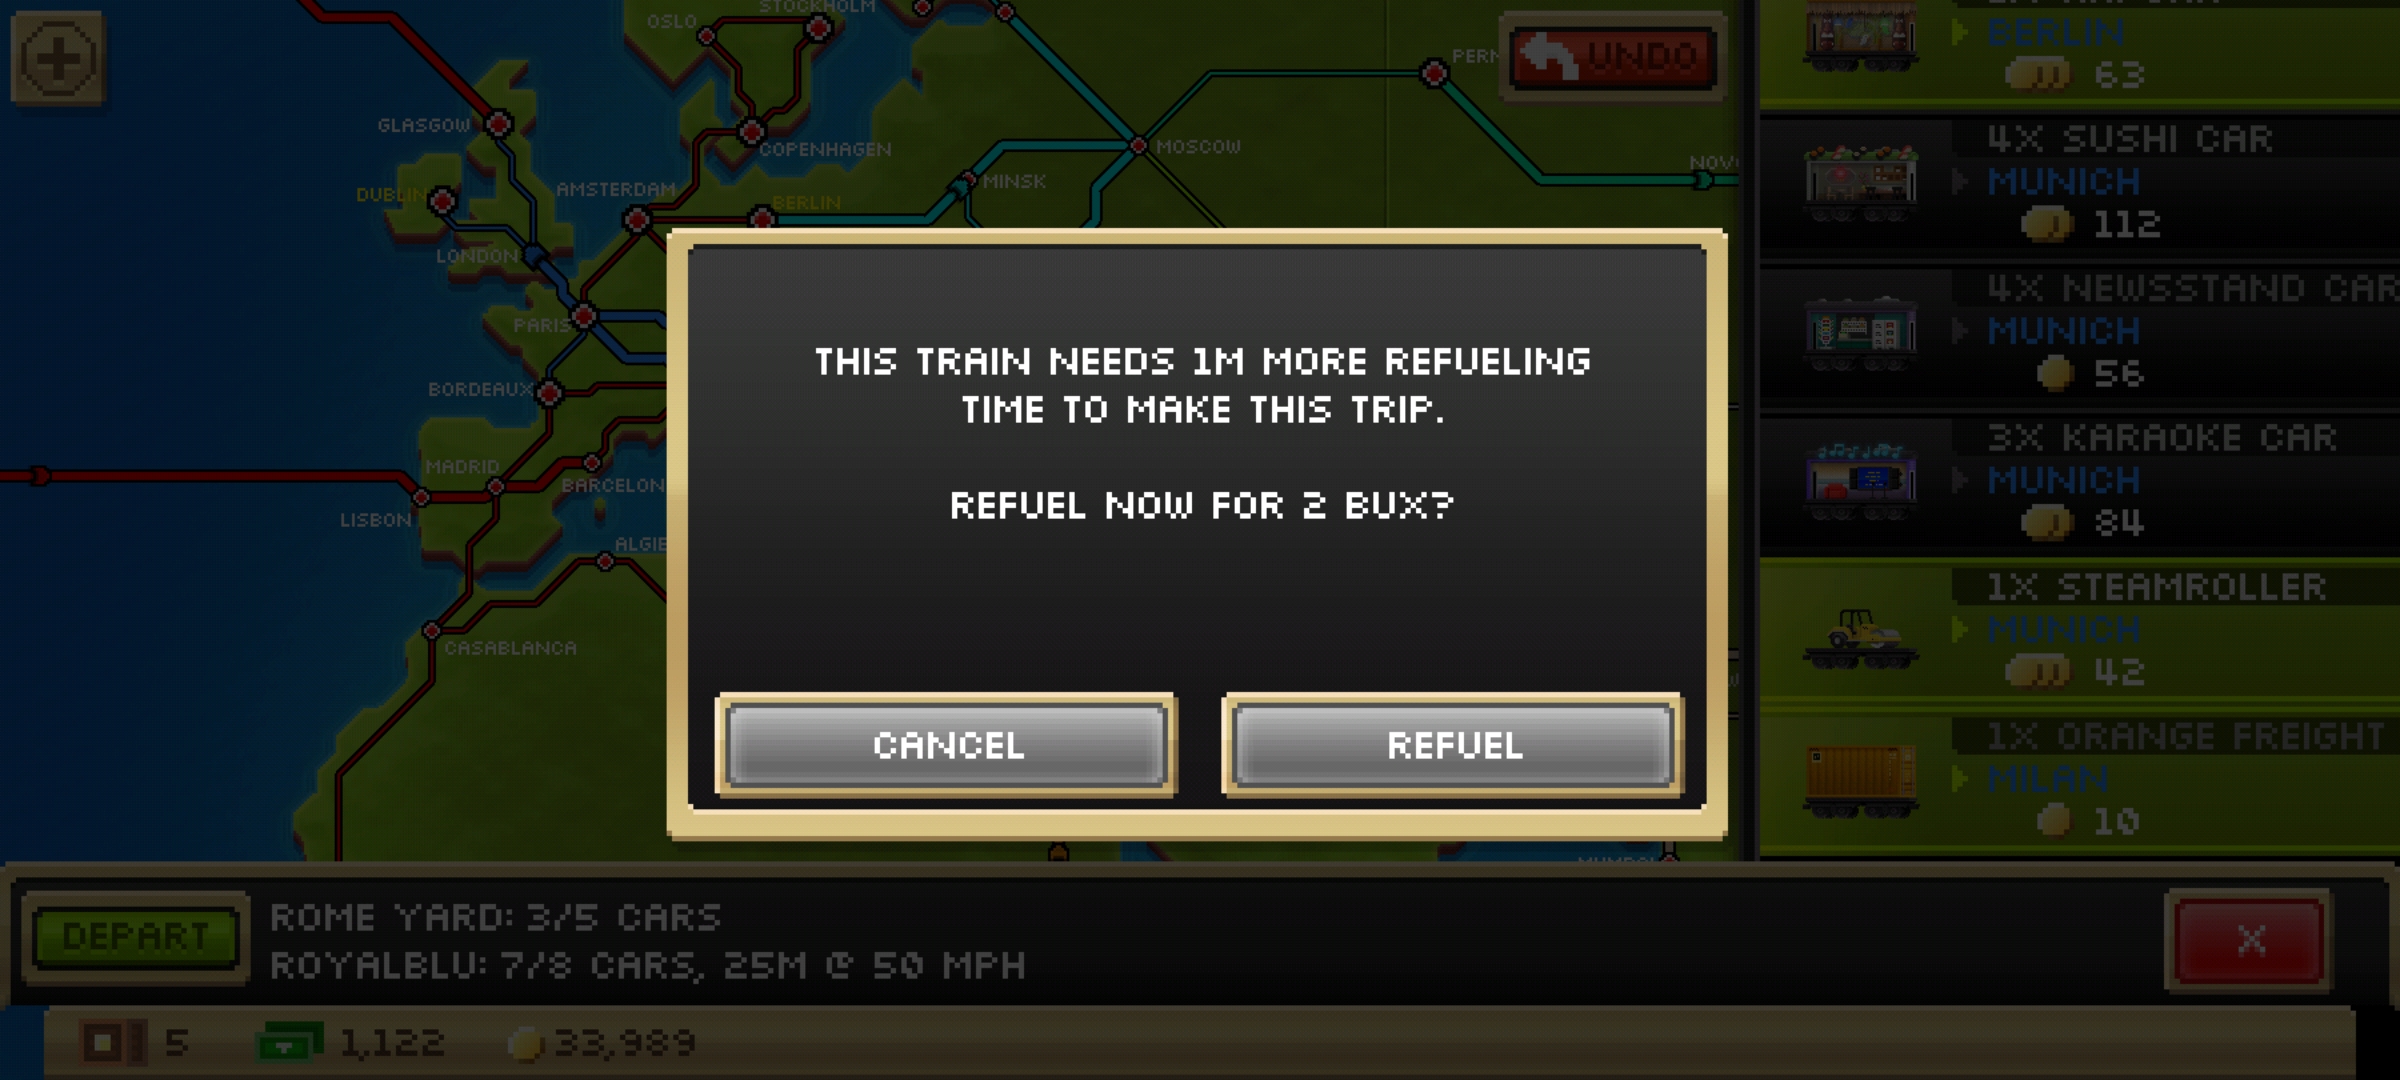 OSLO
STOCKHOLM
GLASGOW
COPENHAGEN
MOSCOW
MINSK
DUBLIN
AMSTERDAM
BERLIN
LONDON
PARIS
BORDEAUX
MADRID
LISBON
CASABLANCA
UNDO
BERLIN
63
4X SUSHI CAR
MUNICH
112
4X NEWSSTAND CAR
MUNICH
56
3X KARAOKE CAR
MUNICH
84
1X STEAMROLLER
MUNICH
42
1X ORANGE FREIGHT
MILAN
10
THIS TRAIN NEEDS 1M MORE REFUELING
TIME TO MAKE THIS TRIP.
REFUEL NOW FOR 2 BUX?
CANCEL
REFUEL
DEPART
ROME YARD: 3/5 CARS
ROYALBLU: 7/8 CARS, 25M @ 50 MPH
X
5
1,122
33,989